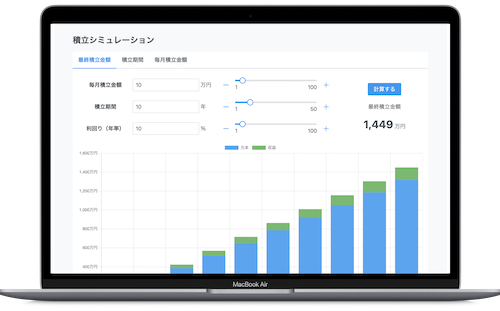 積立シミュレーション
最終積立金額 積立期間 毎月積立金額
毎月積立金額 10 万円 − 1 100 +
計算する
積立期間 10 年 − 1 50 +
最終積立金額
利回り（年率） 10 % − 1 100 +
1,449 万円
元本 収益
1,600万円
1,400万円
1,200万円
1,000万円
800万円
600万円
400万円
MacBook Air